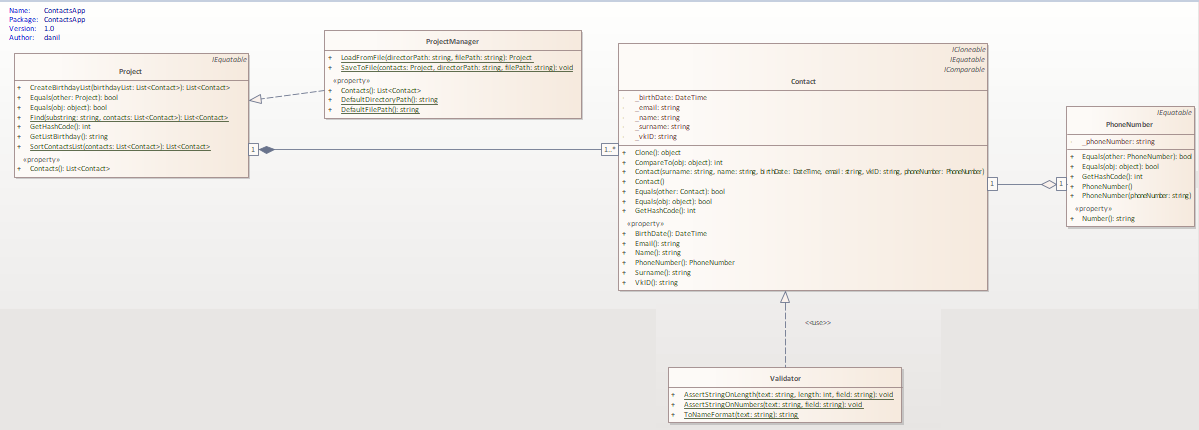 Name: ContactsApp
Package: ContactsApp
Version: 1.0
Author: danil
IEquatable
Project
+ CreateBirthdayList(birthdayList: List<Contact>): List<Contact>
+ Equals(other: Project): bool
+ Equals(obj: object): bool
+ Find(substring: string, contacts: List<Contact>): List<Contact>
+ GetHashCode(): int
+ GetListBirthday(): string
+ SortContactsList(contacts: List<Contact>): List<Contact>
«property»
+ Contacts(): List<Contact>
ProjectManager
+ LoadFromFile(directorPath: string, filePath: string): Project
+ SaveToFile(contacts: Project, directorPath: string, filePath: string): void
«property»
+ Contacts(): List<Contact>
+ DefaultDirectoryPath(): string
+ DefaultFilePath(): string
1
1..*
ICloneable
IEquatable
IComparable
Contact
- _birthDate: DateTime
- _email: string
- _name: string
- _surname: string
- _vkID: string
+ Clone(): object
+ CompareTo(obj: object): int
+ Contact(surname: string, name: string, birthDate: DateTime, email: string, vkID: string, phoneNumber: PhoneNumber)
+ Contact()
+ Equals(other: Contact): bool
+ Equals(obj: object): bool
+ GetHashCode(): int
«property»
+ BirthDate(): DateTime
+ Email(): string
+ Name(): string
+ PhoneNumber(): PhoneNumber
+ Surname(): string
+ VkID(): string
1
1
IEquatable
PhoneNumber
- _phoneNumber: string
+ Equals(other: PhoneNumber): bool
+ Equals(obj: object): bool
+ GetHashCode(): int
+ PhoneNumber()
+ PhoneNumber(phoneNumber: string)
«property»
+ Number(): string
<<use>>
Validator
+ AssertStringOnLength(text: string, length: int, field: string): void
+ AssertStringOnNumbers(text: string, field: string): void
+ ToNameFormat(text: string): string